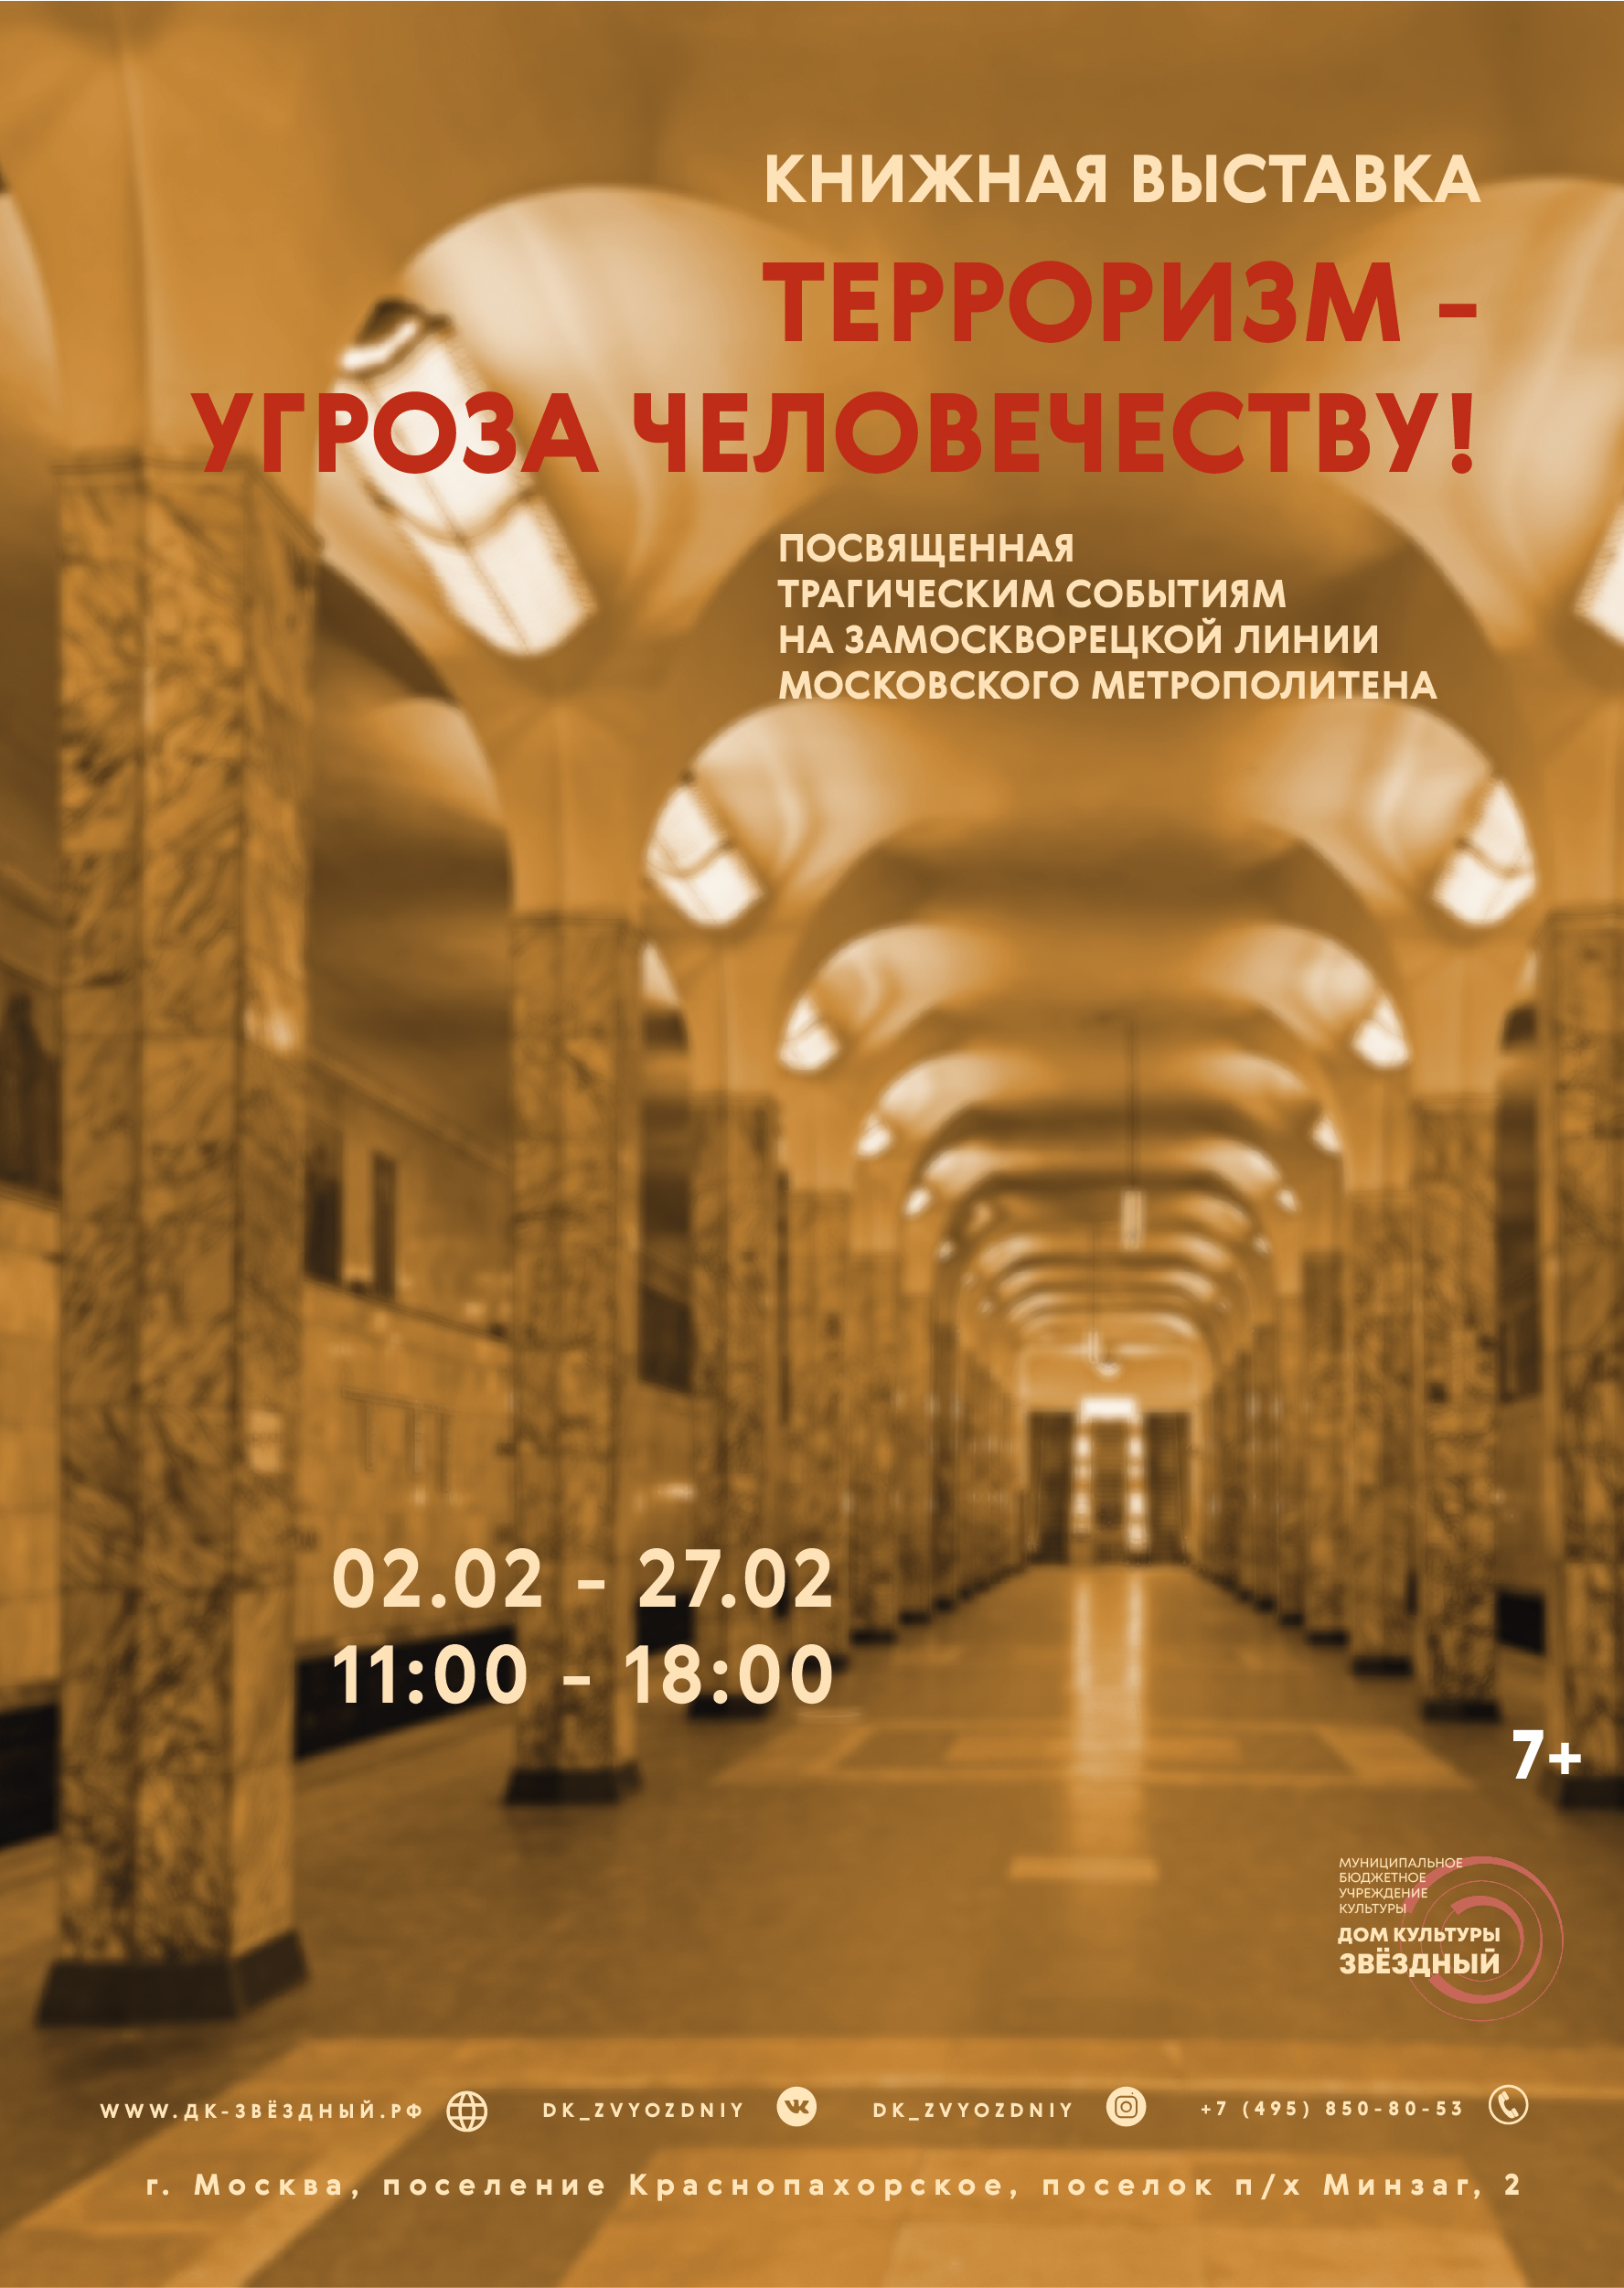 КНИЖНАЯ ВЫСТАВКА
ТЕРРОРИЗМ -
УГРОЗА ЧЕЛОВЕЧЕСТВУ!
ПОСВЯЩЕННАЯ
ТРАГИЧЕСКИМ СОБЫТИЯМ
НА ЗАМОСКВОРЕЦКОЙ ЛИНИИ
МОСКОВСКОГО МЕТРОПОЛИТЕНА
02.02 - 27.02
11:00 - 18:00
7+
МУНИЦИПАЛЬНОЕ
БЮДЖЕТНОЕ
УЧРЕЖДЕНИЕ
КУЛЬТУРЫ
ДОМ КУЛЬТУРЫ
ЗВЁЗДНЫЙ
WWW.ДК-ЗВЁЗДНЫЙ.РФ DK_ZVYOZDNIY DK_ZVYOZDNIY +7 (495) 850-80-53
г. Москва, поселение Краснопахорское, поселок п/х Минзаг, 2